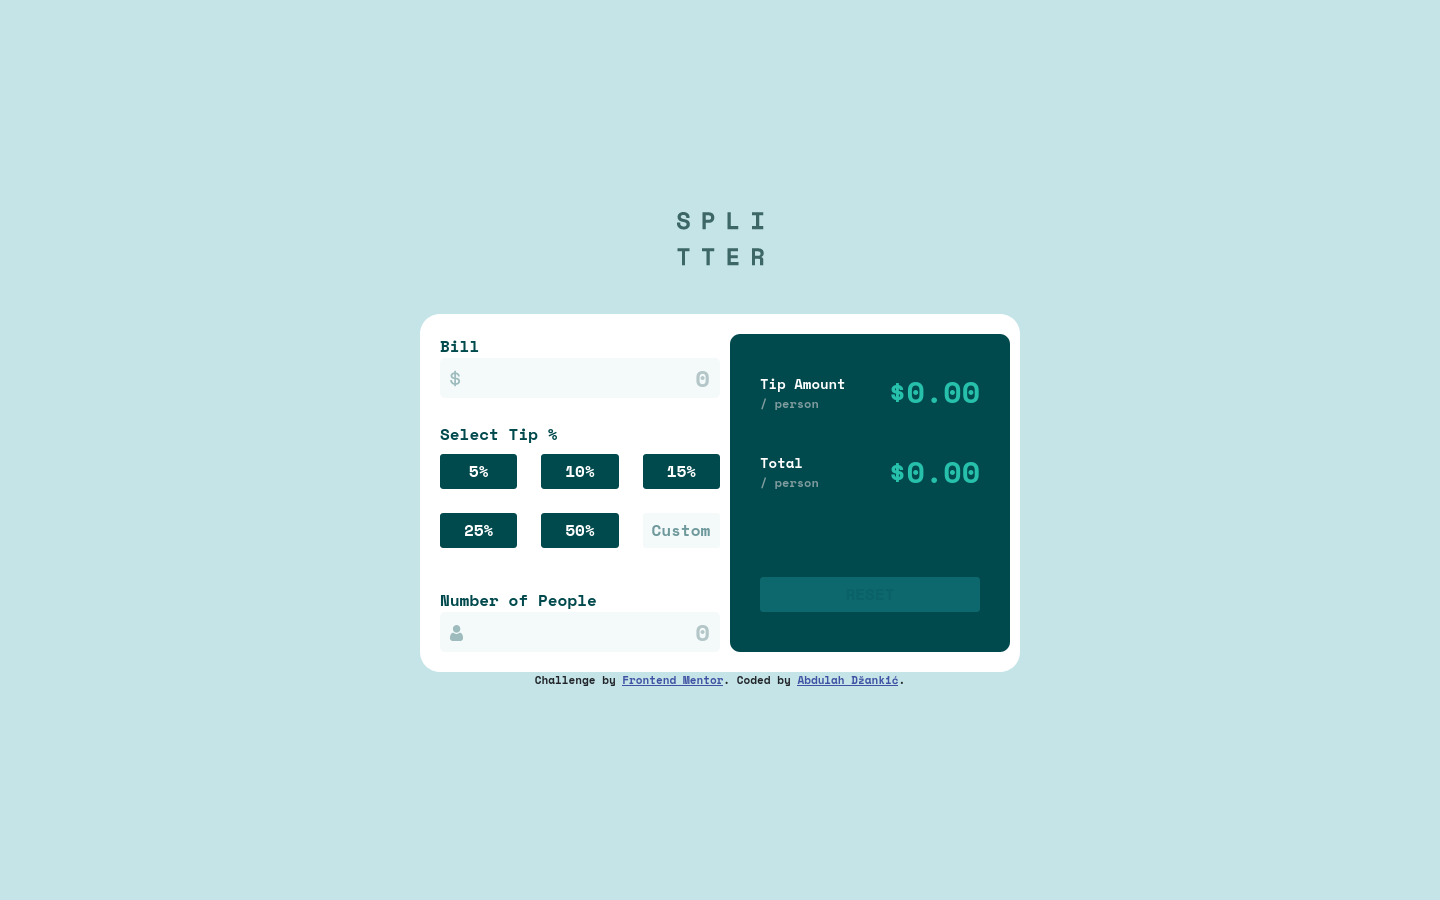 SPLI
TTER
Bill
$ 0
Select Tip %
5% 10% 15%
25% 50% Custom
Number of People
0
Tip Amount
/ person
$0.00
Total
/ person
$0.00
RESET
Challenge by Frontend Mentor. Coded by Abdulah Džankić.